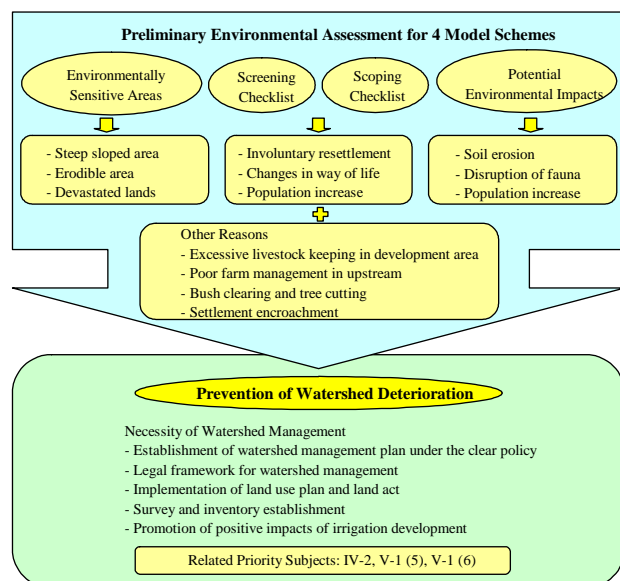 Preliminary Environmental Assessment for 4 Model Schemes
Environmentally
Sensitive Areas
Screening
Checklist
Scoping
Checklist
Potential
Environmental Impacts
- Steep sloped area
- Erodible area
- Devastated lands
- Involuntary resettlement
- Changes in way of life
- Population increase
- Soil erosion
- Disruption of fauna
- Population increase
Other Reasons
- Excessive livestock keeping in development area
- Poor farm management in upstream
- Bush clearing and tree cutting
- Settlement encroachment
Prevention of Watershed Deterioration
Necessity of Watershed Management
- Establishment of watershed management plan under the clear policy
- Legal framework for watershed management
- Implementation of land use plan and land act
- Survey and inventory establishment
- Promotion of positive impacts of irrigation development
Related Priority Subjects: IV-2, V-1 (5), V-1 (6)